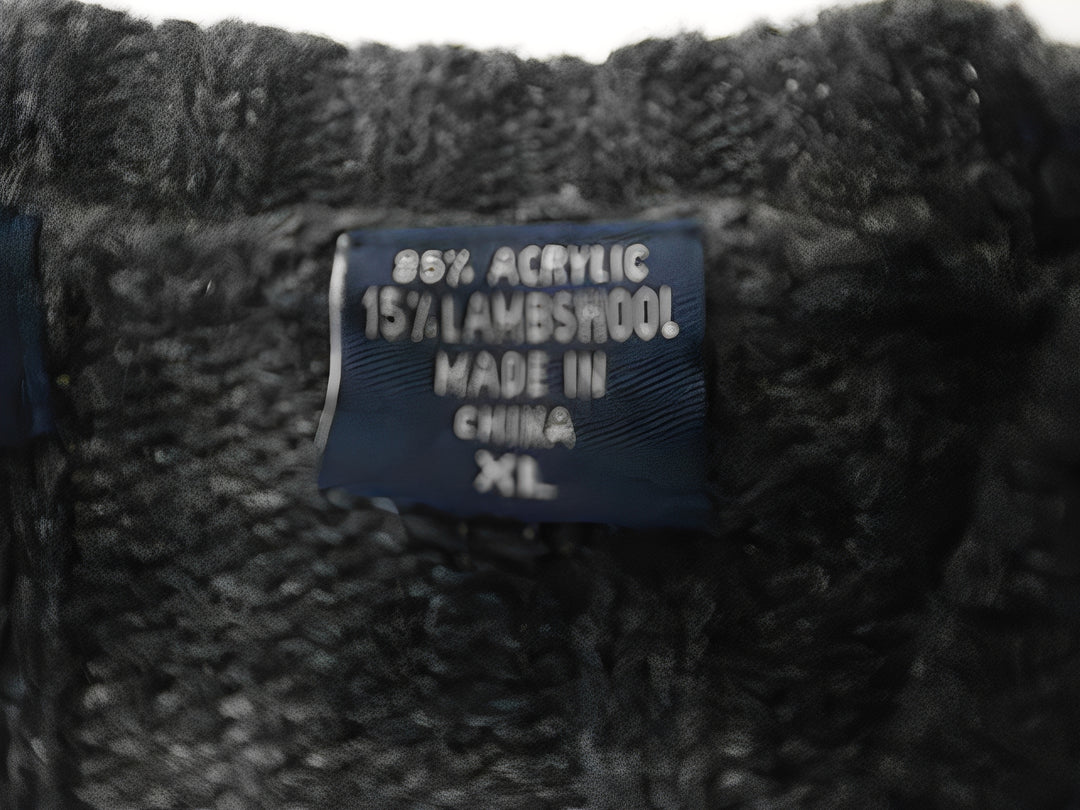 85% ACRYLIC
15% LAMBSWOOL
MADE IN
CHINA
XL